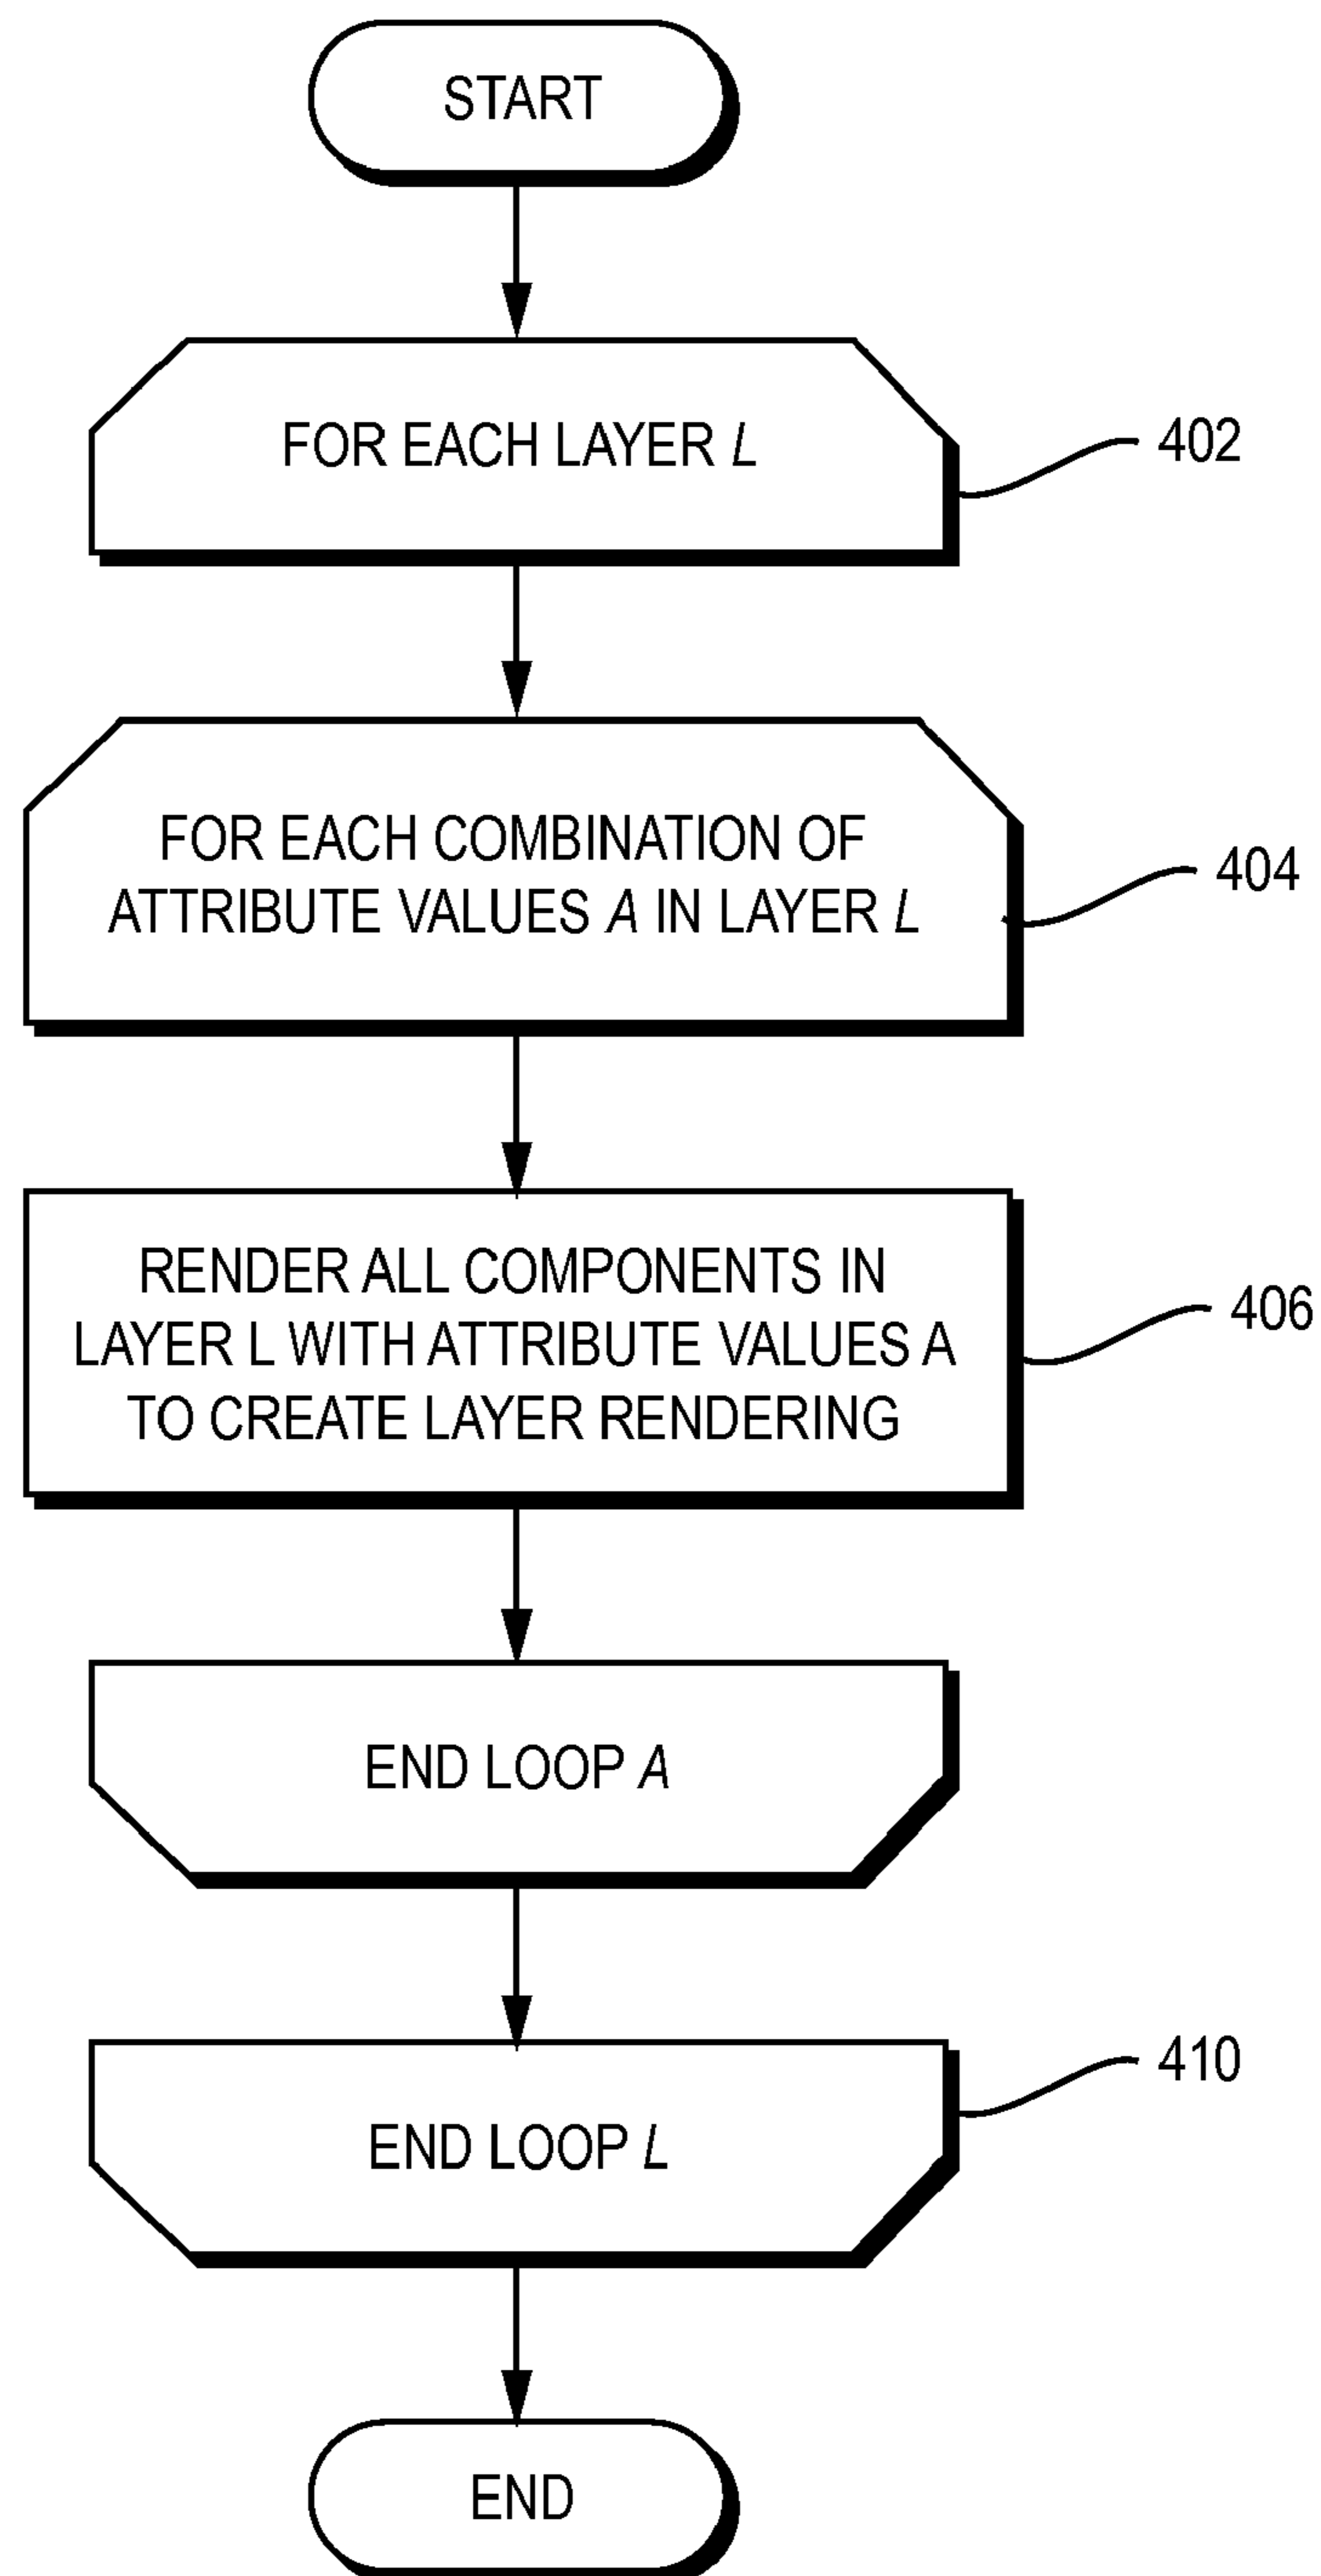 START
FOR EACH LAYER L
402
FOR EACH COMBINATION OF
ATTRIBUTE VALUES A IN LAYER L
404
RENDER ALL COMPONENTS IN
LAYER L WITH ATTRIBUTE VALUES A
TO CREATE LAYER RENDERING
406
END LOOP A
END LOOP L
410
END